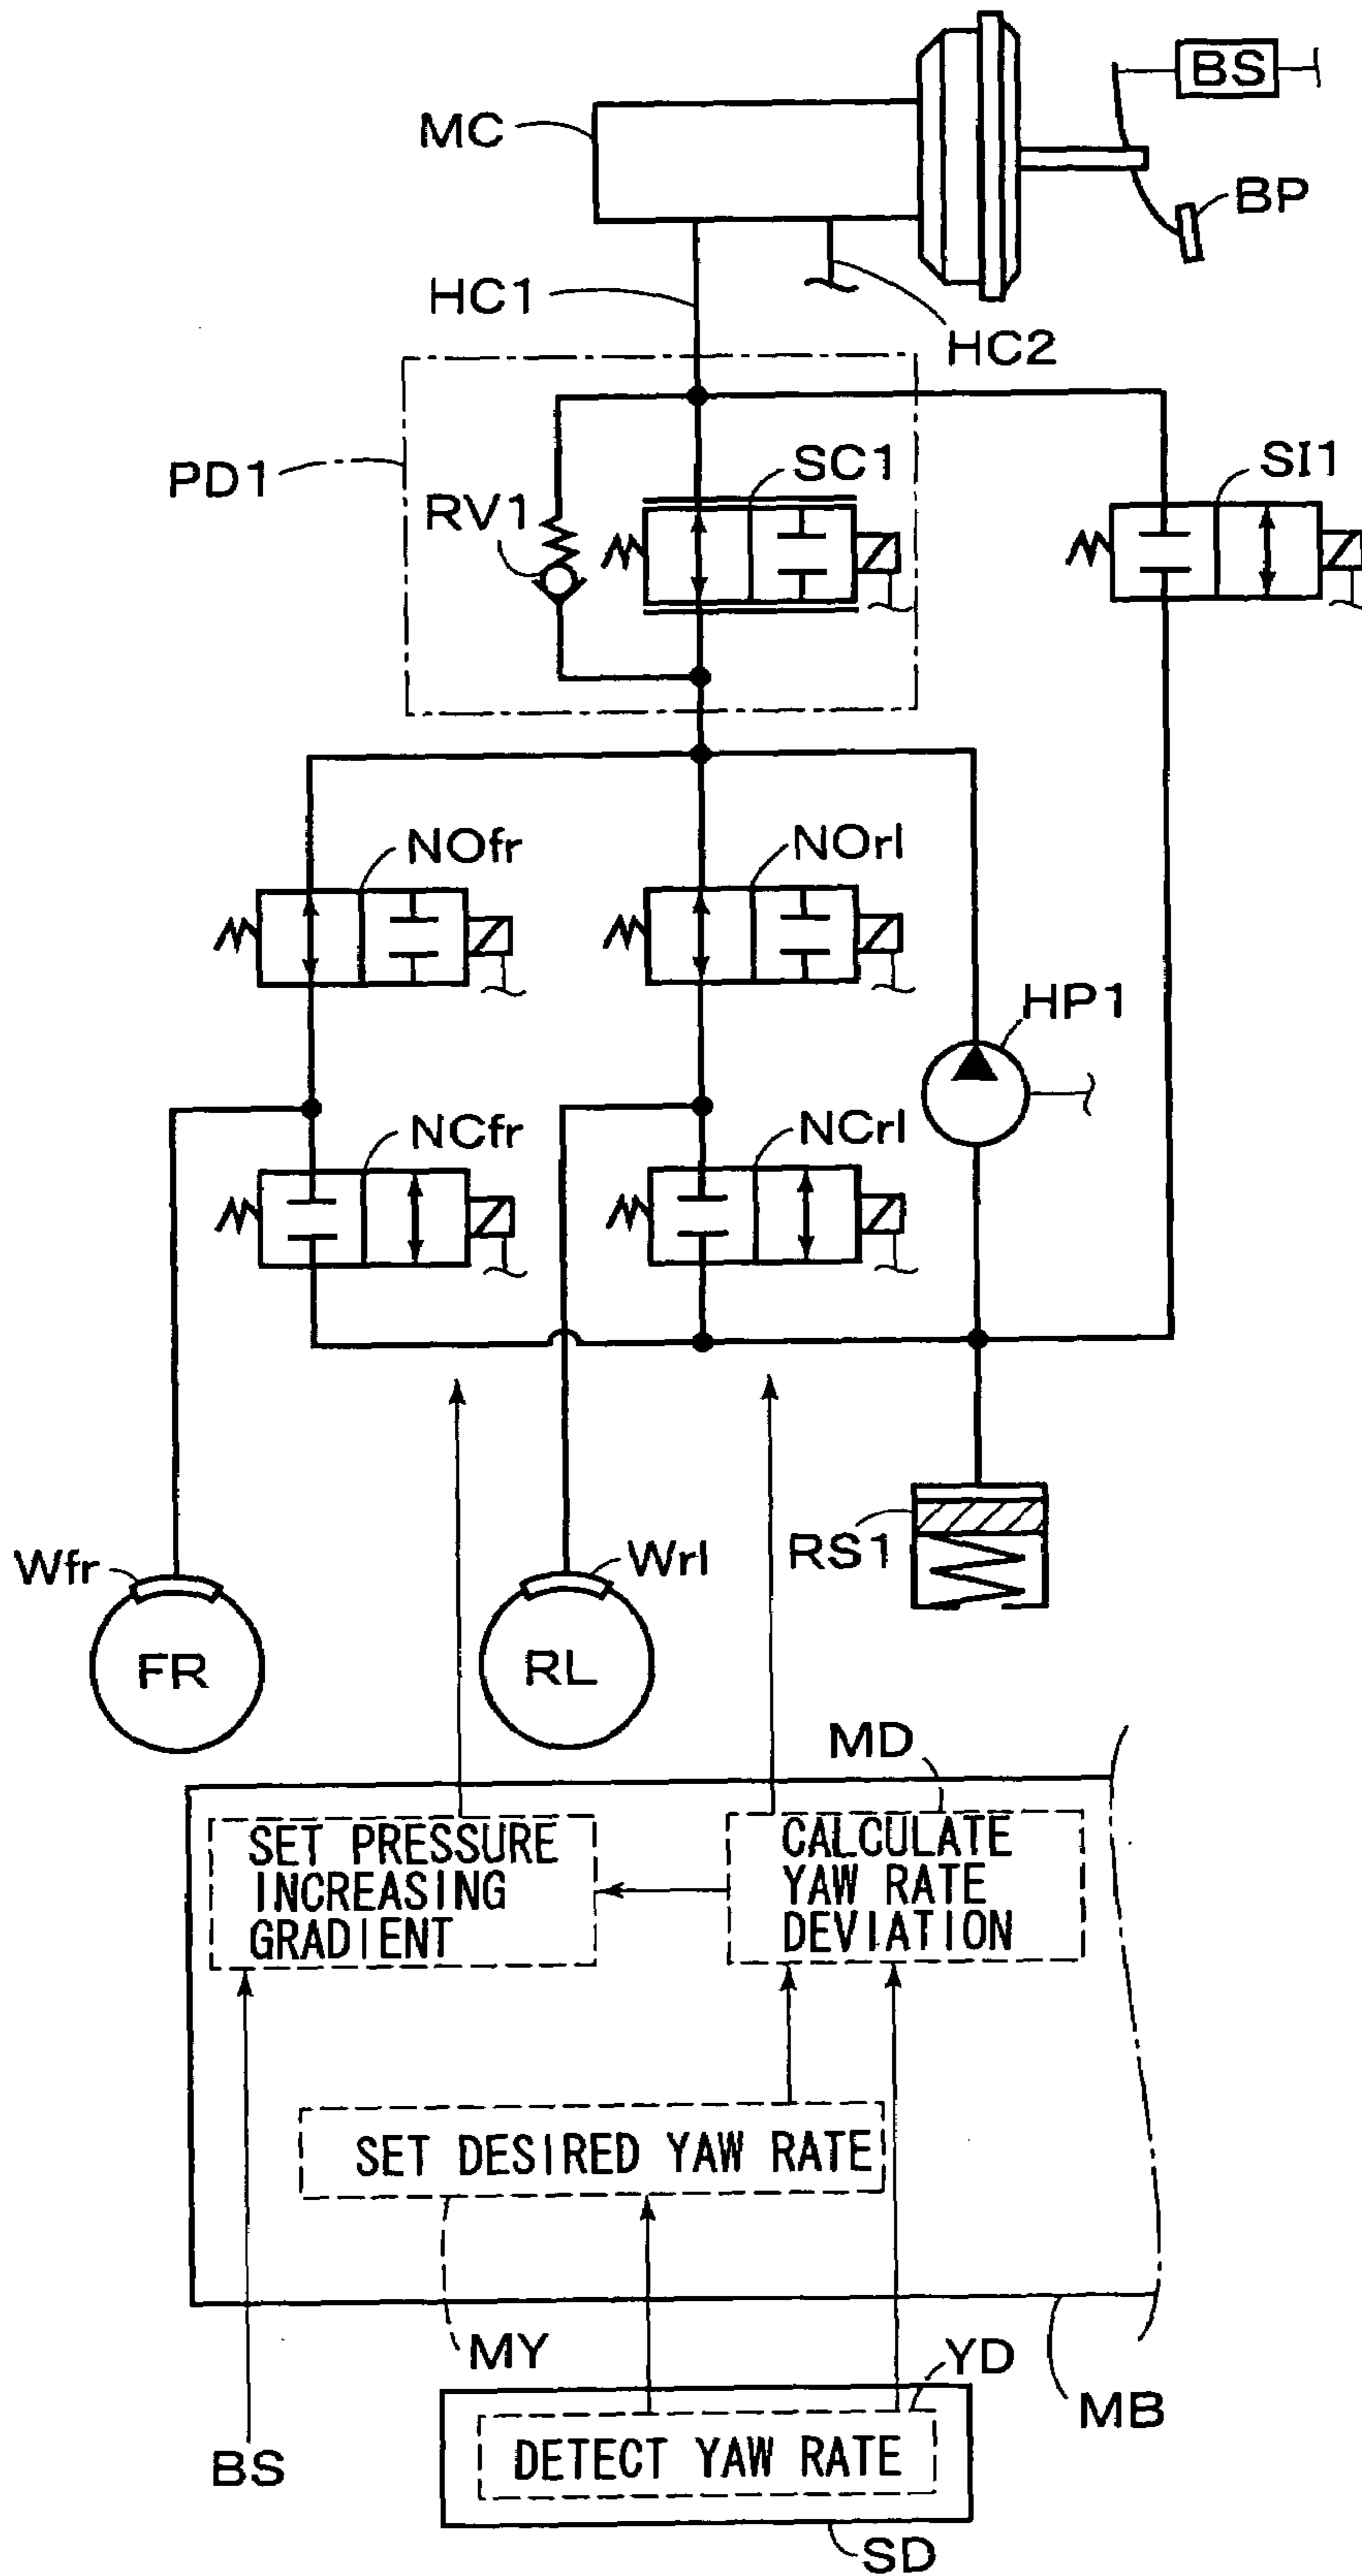 BS
MC
BP
HC1
HC2
PD1
SC1
SI1
RV1
NOfr
NOrl
HP1
NCfr
NCrl
RS1
Wfr
Wrl
FR
RL
MD
SET PRESSURE
INCREASING
GRADIENT
CALCULATE
YAW RATE
DEVIATION
SET DESIRED YAW RATE
MY
YD
MB
BS
DETECT YAW RATE
SD